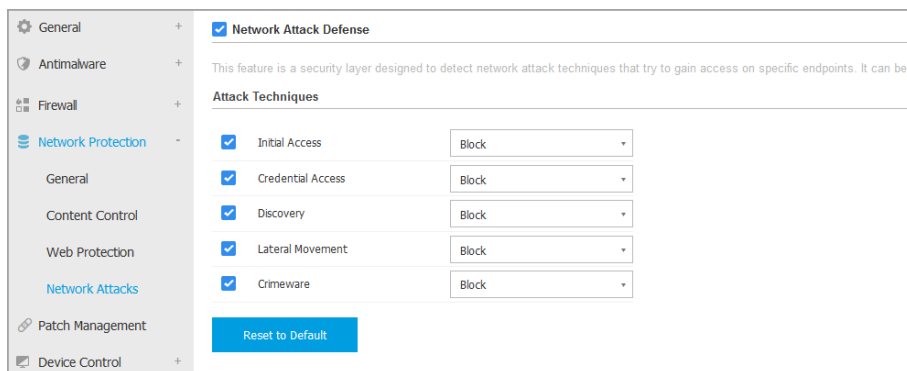 General +
Antimalware +
Firewall +
Network Protection -
General
Content Control
Web Protection
Network Attacks
Patch Management
Device Control +
Network Attack Defense
This feature is a security layer designed to detect network attack techniques that try to gain access on specific endpoints. It can be
Attack Techniques
Initial Access Block
Credential Access Block
Discovery Block
Lateral Movement Block
Crimeware Block
Reset to Default